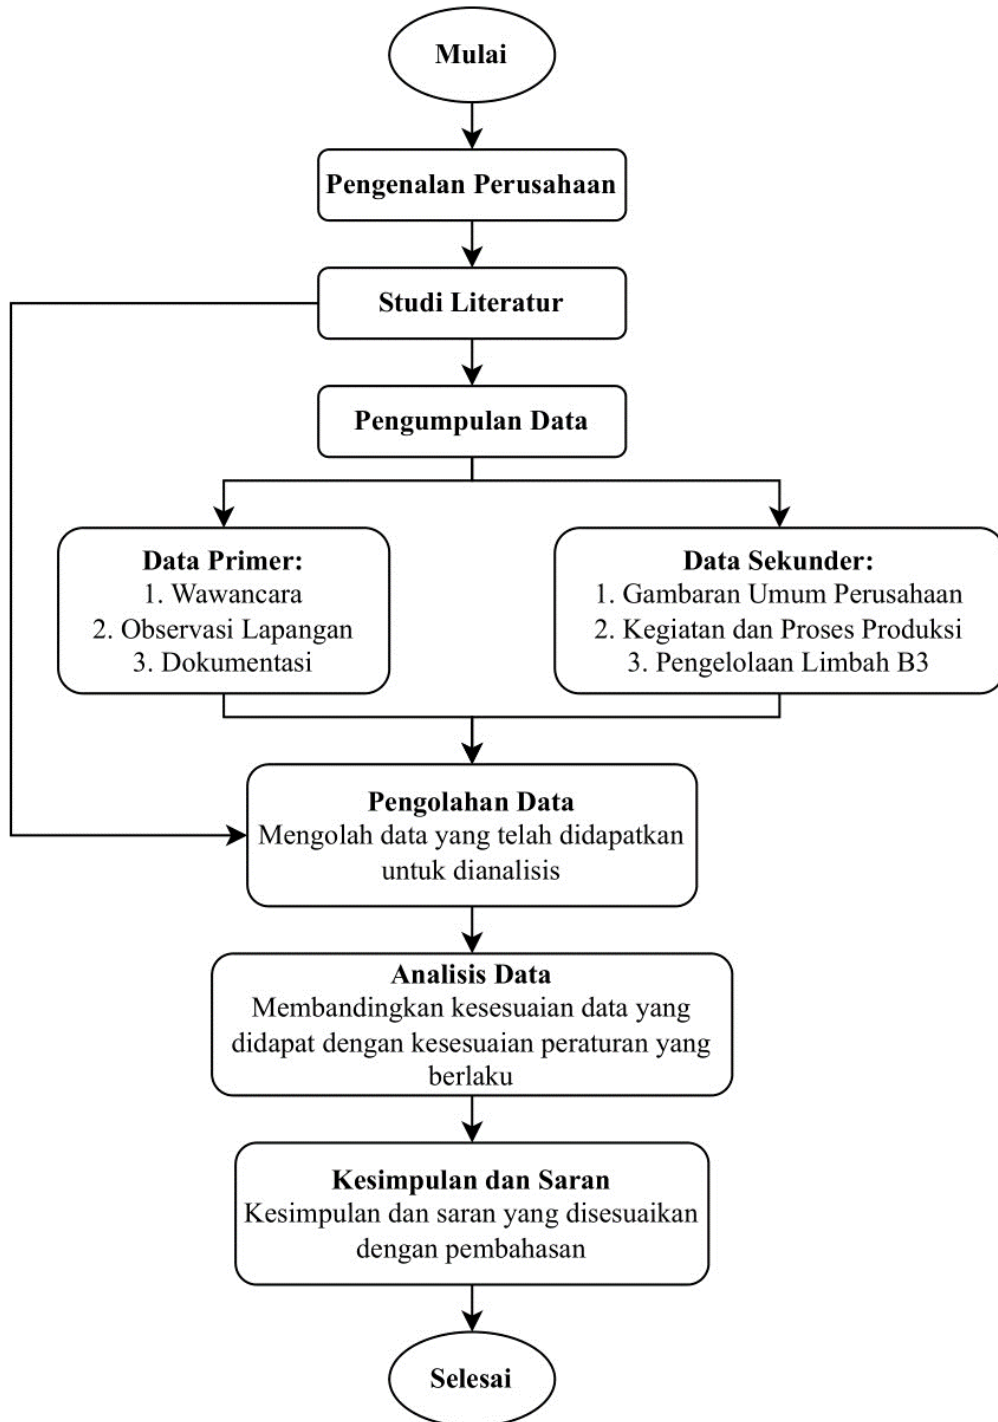 Mulai
Pengenalan Perusahaan
Studi Literatur
Pengumpulan Data
Data Primer:
1. Wawancara
2. Observasi Lapangan
3. Dokumentasi
Data Sekunder:
1. Gambaran Umum Perusahaan
2. Kegiatan dan Proses Produksi
3. Pengelolaan Limbah B3
Pengolahan Data
Mengolah data yang telah didapatkan
untuk dianalisis
Analisis Data
Membandingkan kesesuaian data yang
didapat dengan kesesuaian peraturan yang
berlaku
Kesimpulan dan Saran
Kesimpulan dan saran yang disesuaikan
dengan pembahasan
Selesai